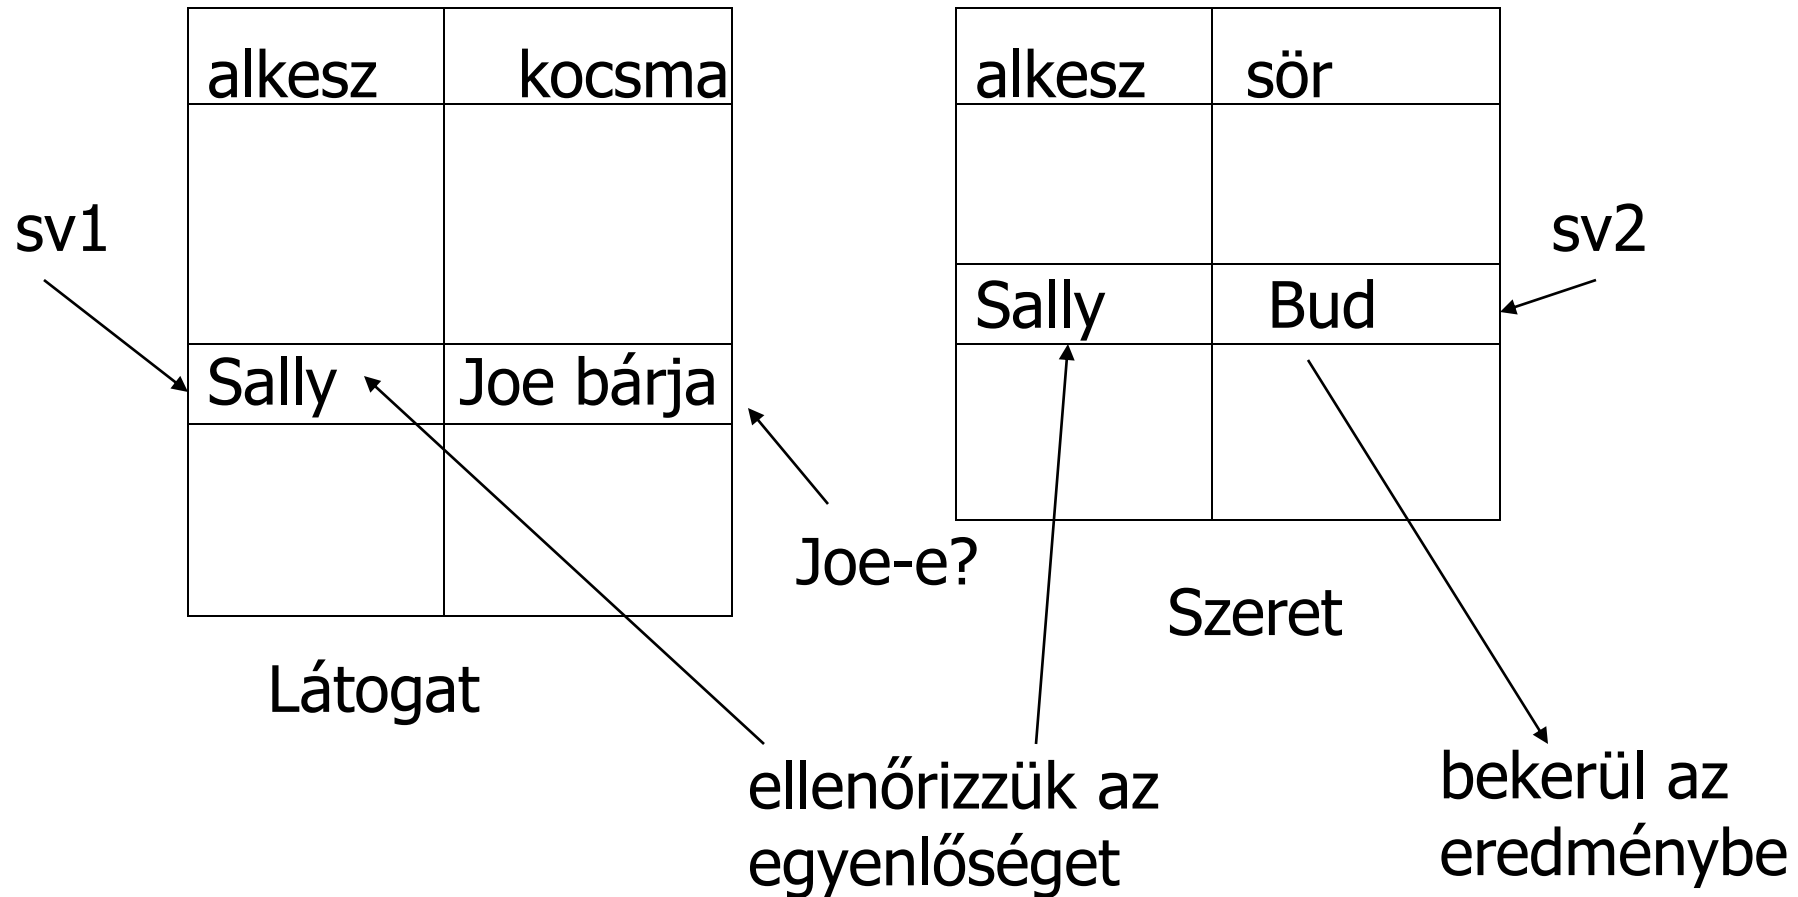 alkesz kocsma
alkesz sör
sv1
sv2
Sally Bud
Sally Joe bárja
Joe-e?
Szeret
Látogat
ellenőrizzük az
egyenlőséget
bekerül az
eredménybe